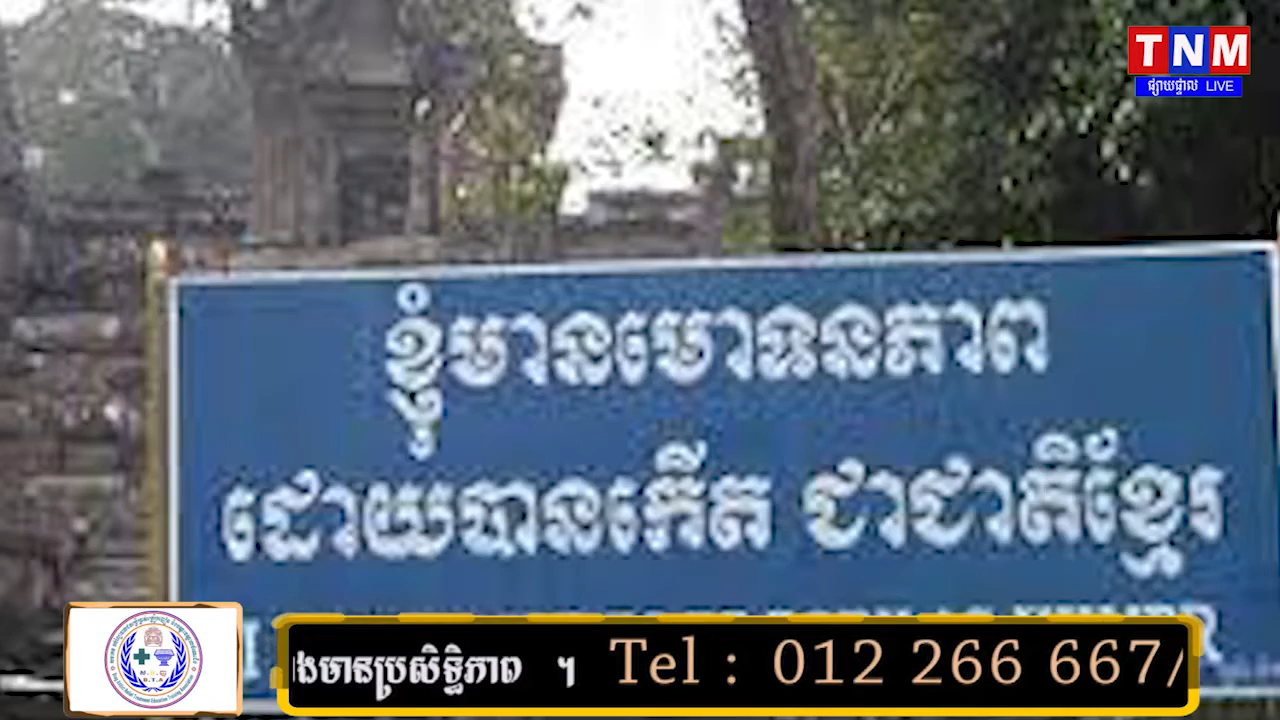 TNM
ផ្សាយផ្ទាល់ LIVE
ខ្ញុំមានមោទនភាព
ដោយបានកើត ជាជាតិខ្មែរ
ងមានប្រសិទ្ធិភាព ។ Tel : 012 266 667/